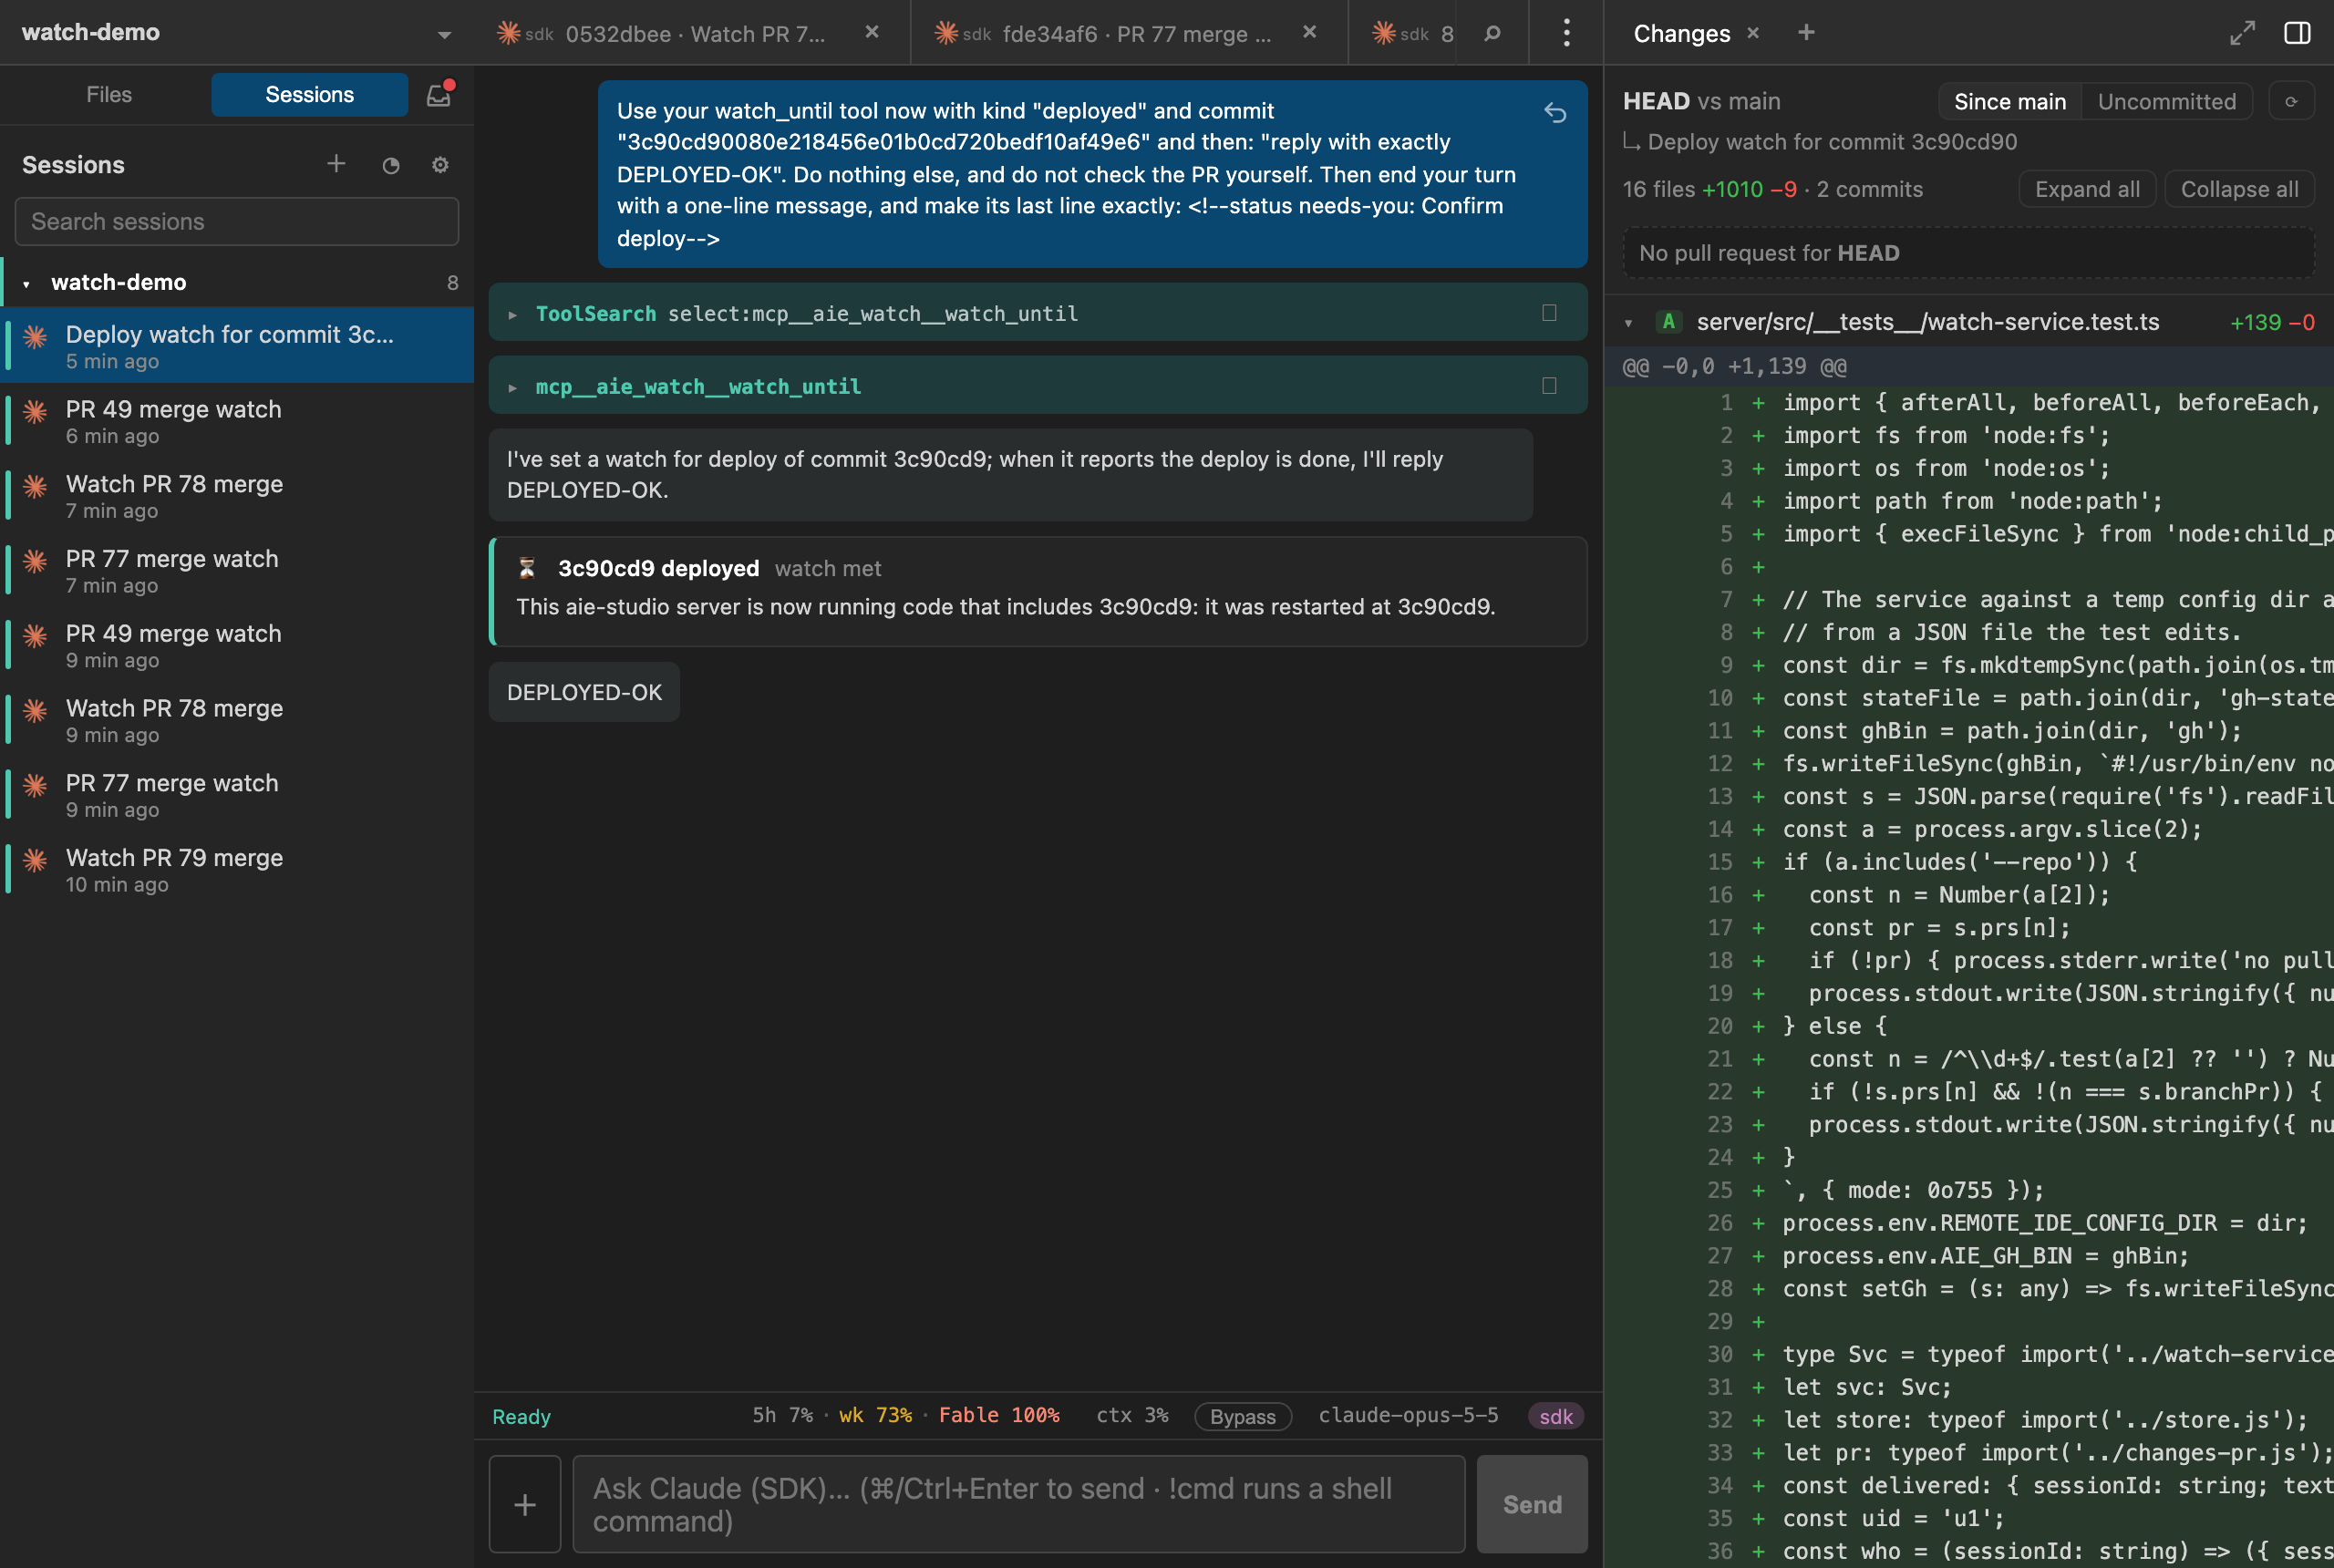 watch-demo
Files
Sessions
Sessions
Search sessions
watch-demo 8
Deploy watch for commit 3c...
5 min ago
PR 49 merge watch
6 min ago
Watch PR 78 merge
7 min ago
PR 77 merge watch
7 min ago
PR 49 merge watch
9 min ago
Watch PR 78 merge
9 min ago
PR 77 merge watch
9 min ago
Watch PR 79 merge
10 min ago
sdk 0532dbee · Watch PR 7... ×
sdk fde34af6 · PR 77 merge ... ×
sdk 8
Use your watch_until tool now with kind "deployed" and commit
"3c90cd90080e218456e01b0cd720bedf10af49e6" and then: "reply with exactly
DEPLOYED-OK". Do nothing else, and do not check the PR yourself. Then end your turn
with a one-line message, and make its last line exactly: <!--status needs-you: Confirm
deploy-->
ToolSearch select:mcp__aie_watch__watch_until
mcp__aie_watch__watch_until
I've set a watch for deploy of commit 3c90cd9; when it reports the deploy is done, I'll reply
DEPLOYED-OK.
3c90cd9 deployed watch met
This aie-studio server is now running code that includes 3c90cd9: it was restarted at 3c90cd9.
DEPLOYED-OK
Ready 5h 7% · wk 73% · Fable 100% ctx 3% Bypass claude-opus-5-5 sdk
Ask Claude (SDK)... (⌘/Ctrl+Enter to send · !cmd runs a shell
command)
Send
Changes × +
HEAD vs main
Since main
Uncommitted
Deploy watch for commit 3c90cd90
16 files +1010 −9 · 2 commits
Expand all
Collapse all
No pull request for HEAD
A server/src/__tests__/watch-service.test.ts +139 −0
@@ −0,0 +1,139 @@
1 + import { afterAll, beforeAll, beforeEach,
2 + import fs from 'node:fs';
3 + import os from 'node:os';
4 + import path from 'node:path';
5 + import { execFileSync } from 'node:child_p
6 +
7 + // The service against a temp config dir a
8 + // from a JSON file the test edits.
9 + const dir = fs.mkdtempSync(path.join(os.tm
10 + const stateFile = path.join(dir, 'gh-state
11 + const ghBin = path.join(dir, 'gh');
12 + fs.writeFileSync(ghBin, `#!/usr/bin/env no
13 + const s = JSON.parse(require('fs').readFil
14 + const a = process.argv.slice(2);
15 + if (a.includes('--repo')) {
16 +   const n = Number(a[2]);
17 +   const pr = s.prs[n];
18 +   if (!pr) { process.stderr.write('no pull
19 +   process.stdout.write(JSON.stringify({ nu
20 + } else {
21 +   const n = /^\\d+$/.test(a[2] ?? '') ? Nu
22 +   if (!s.prs[n] && !(n === s.branchPr)) {
23 +   process.stdout.write(JSON.stringify({ nu
24 + }
25 + `, { mode: 0o755 });
26 + process.env.REMOTE_IDE_CONFIG_DIR = dir;
27 + process.env.AIE_GH_BIN = ghBin;
28 + const setGh = (s: any) => fs.writeFileSync
29 +
30 + type Svc = typeof import('../watch-service
31 + let svc: Svc;
32 + let store: typeof import('../store.js');
33 + let pr: typeof import('../changes-pr.js');
34 + const delivered: { sessionId: string; text
35 + const uid = 'u1';
36 + const who = (sessionId: string) => ({ sess